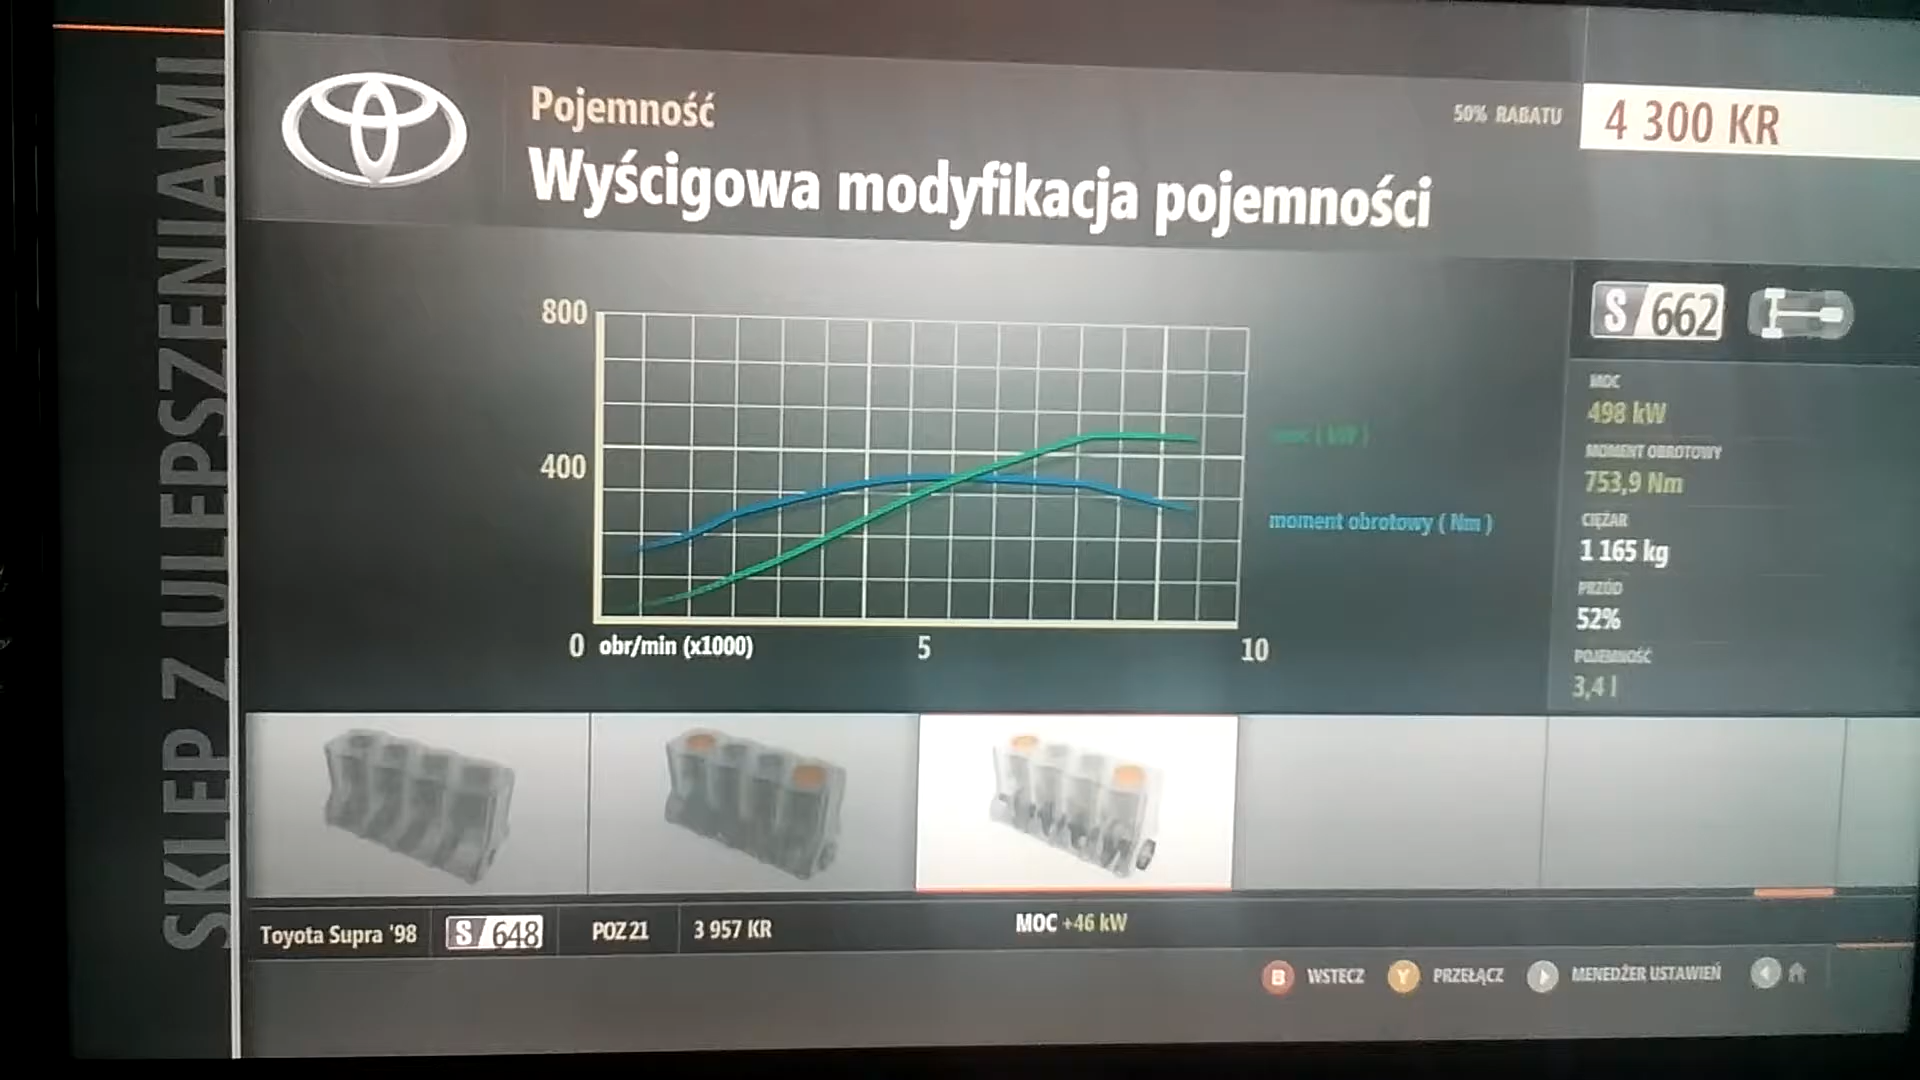 SKLEP Z ULEPSZENIAMI
Pojemność
Wyścigowa modyfikacja pojemności
50% RABATU
4 300 KR
S 662
800
400
0
obr/min (x1000)
5
10
moc ( kW )
moment obrotowy ( Nm )
MOC
498 kW
MOMENT OBROTOWY
753,9 Nm
CIĘŻAR
1 165 kg
PRZÓD
52%
POJEMNOŚĆ
3,4 l
Toyota Supra '98
S 648
POZ 21
3 957 KR
MOC +46 kW
B WSTECZ
Y PRZEŁĄCZ
MENEDŻER USTAWIEŃ